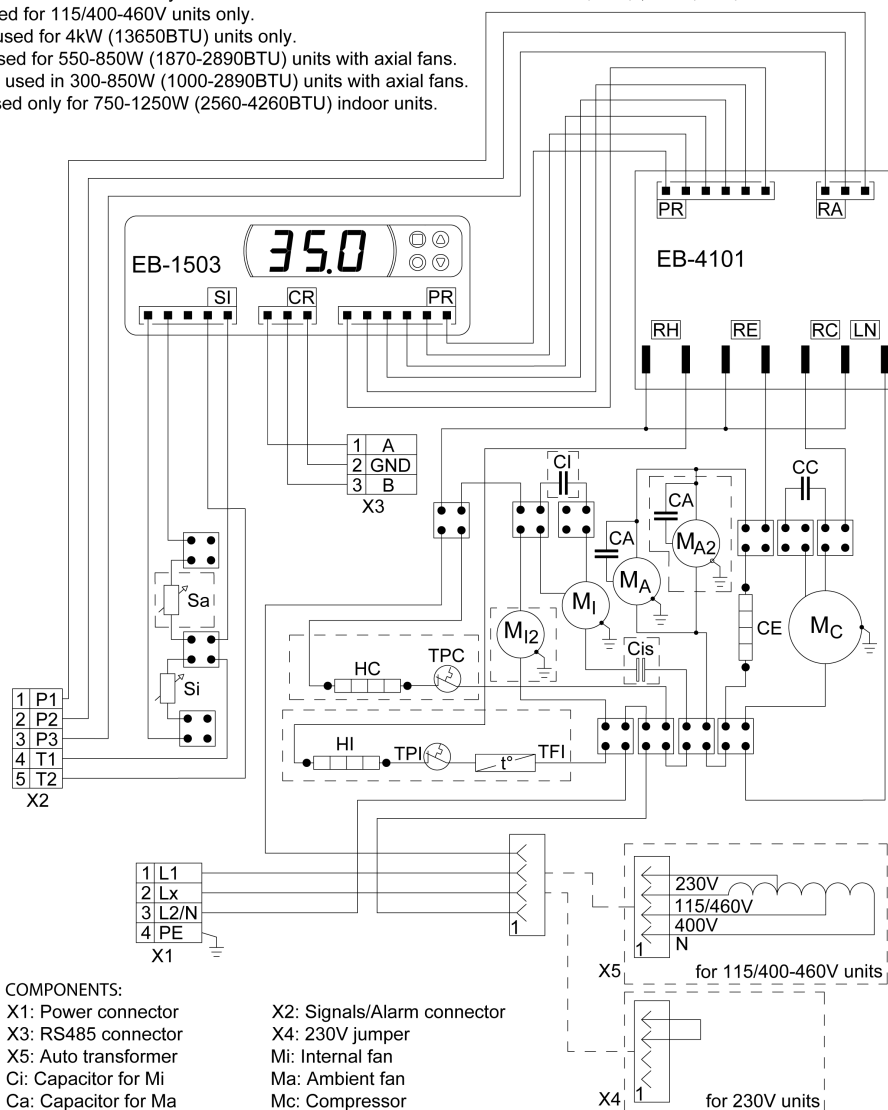 ed for 115/400-460V units only.
used for 4kW (13650BTU) units only.
sed for 550-850W (1870-2890BTU) units with axial fans.
used in 300-850W (1000-2890BTU) units with axial fans.
sed only for 750-1250W (2560-4260BTU) indoor units.
PR
RA
EB-4101
EB-1503
35.0
SI
CR
PR
RH
RE
RC
LN
1 A
2 GND
3 B
X3
CI
CC
CA
CA
MA2
MA
MI
MI2
CE
MC
Sa
Si
Cis
HC
TPC
HI
TPI
t°
TFI
1 P1
2 P2
3 P3
4 T1
5 T2
X2
1 L1
2 Lx
3 L2/N
4 PE
X1
1
230V
115/460V
400V
N
1
X5
for 115/400-460V units
1
X4
for 230V units
COMPONENTS:
X1: Power connector
X3: RS485 connector
X5: Auto transformer
Ci: Capacitor for Mi
Ca: Capacitor for Ma
X2: Signals/Alarm connector
X4: 230V jumper
Mi: Internal fan
Ma: Ambient fan
Mc: Compressor